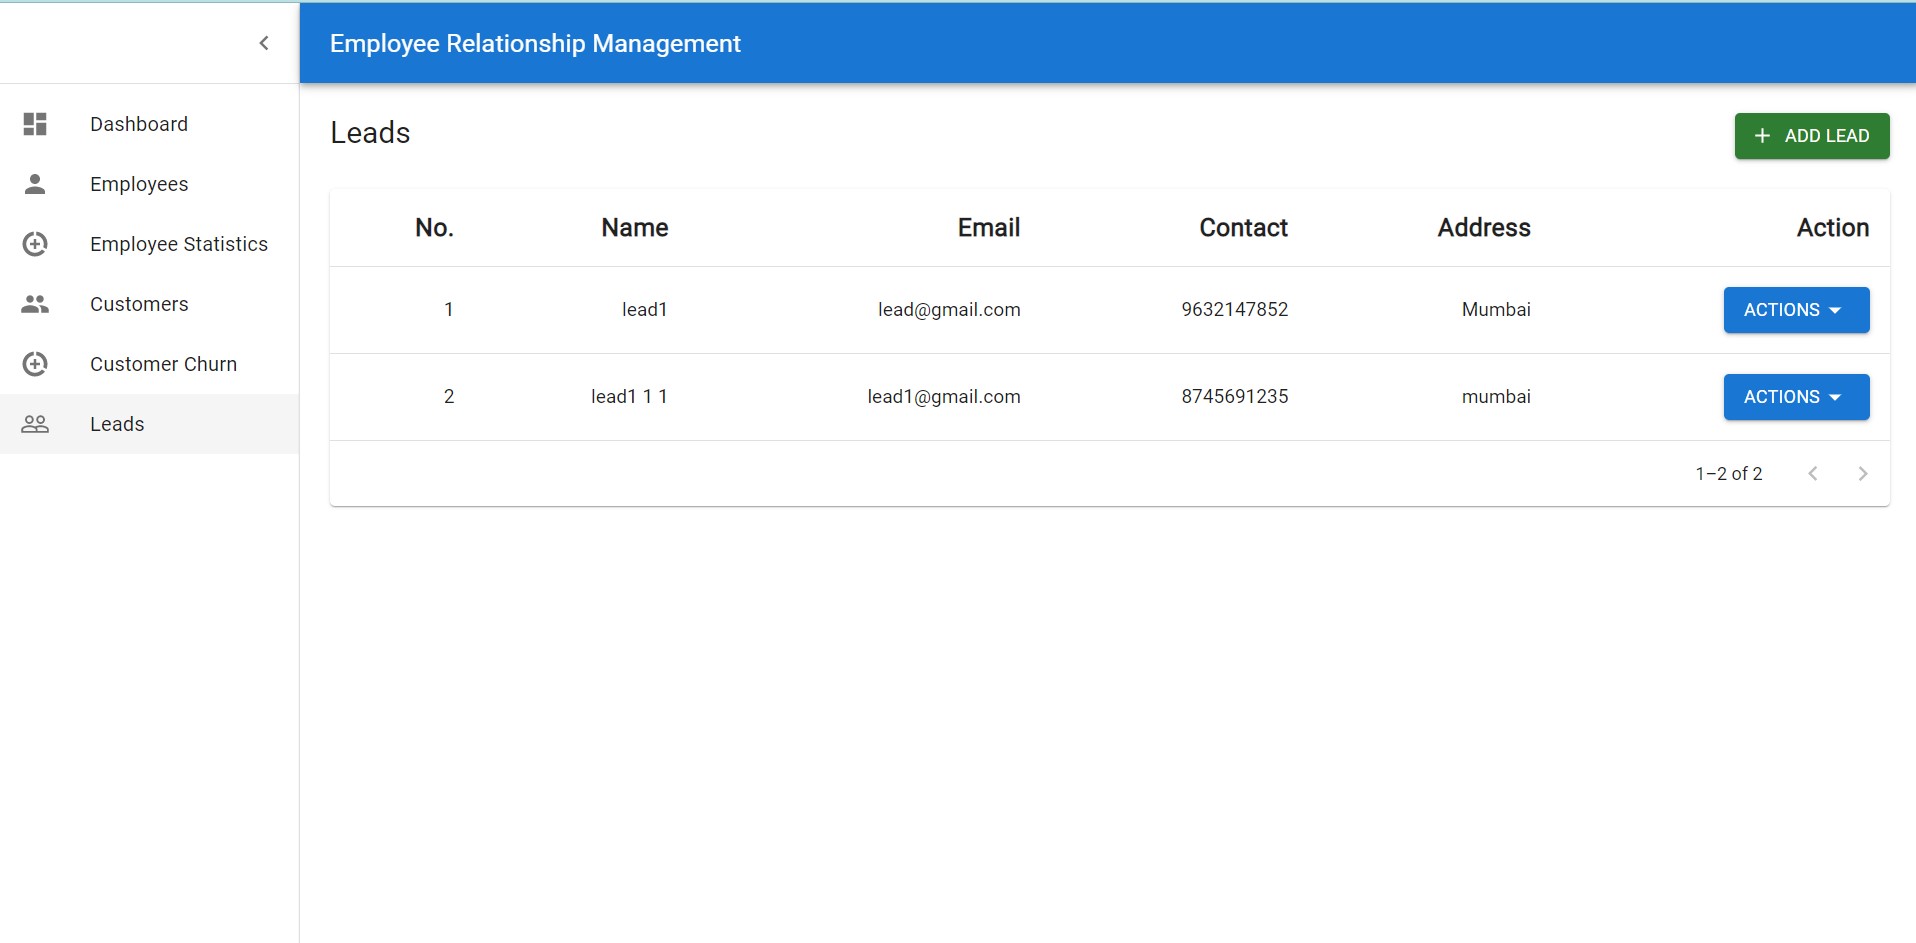 Employee Relationship Management
Dashboard
Employees
Employee Statistics
Customers
Customer Churn
Leads
Leads
ADD LEAD
No. Name Email Contact Address Action
1 lead1 lead@gmail.com 9632147852 Mumbai ACTIONS
2 lead1 1 1 lead1@gmail.com 8745691235 mumbai ACTIONS
1–2 of 2